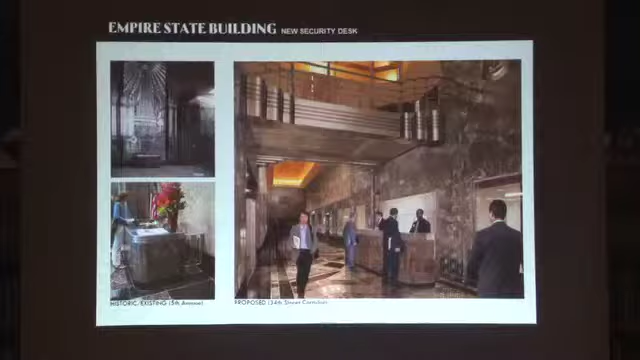 EMPIRE STATE BUILDING NEW SECURITY DESK
HISTORIC, EXISTING (5th Avenue)
PROPOSED (34th Street Corridor)